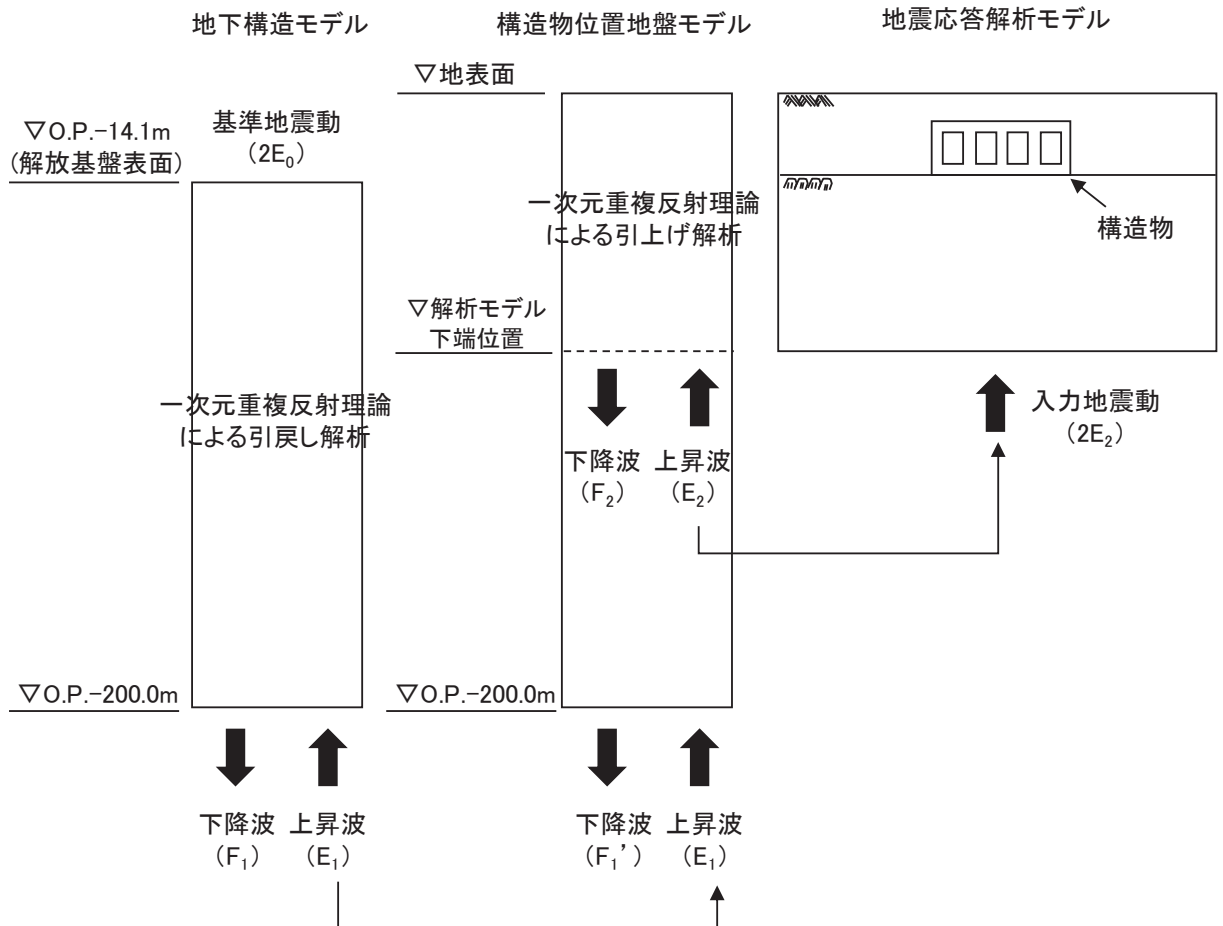 地下構造モデル
構造物位置地盤モデル
地震応答解析モデル
▽地表面
▽O.P.-14.1m
(解放基盤表面)
基準地震動
(2E₀)
一次元重複反射理論
による引上げ解析
構造物
▽解析モデル
下端位置
一次元重複反射理論
による引戻し解析
下降波 上昇波
(F₂) (E₂)
入力地震動
(2E₂)
▽O.P.-200.0m
▽O.P.-200.0m
下降波 上昇波
(F₁) (E₁)
下降波 上昇波
(F₁’) (E₁)